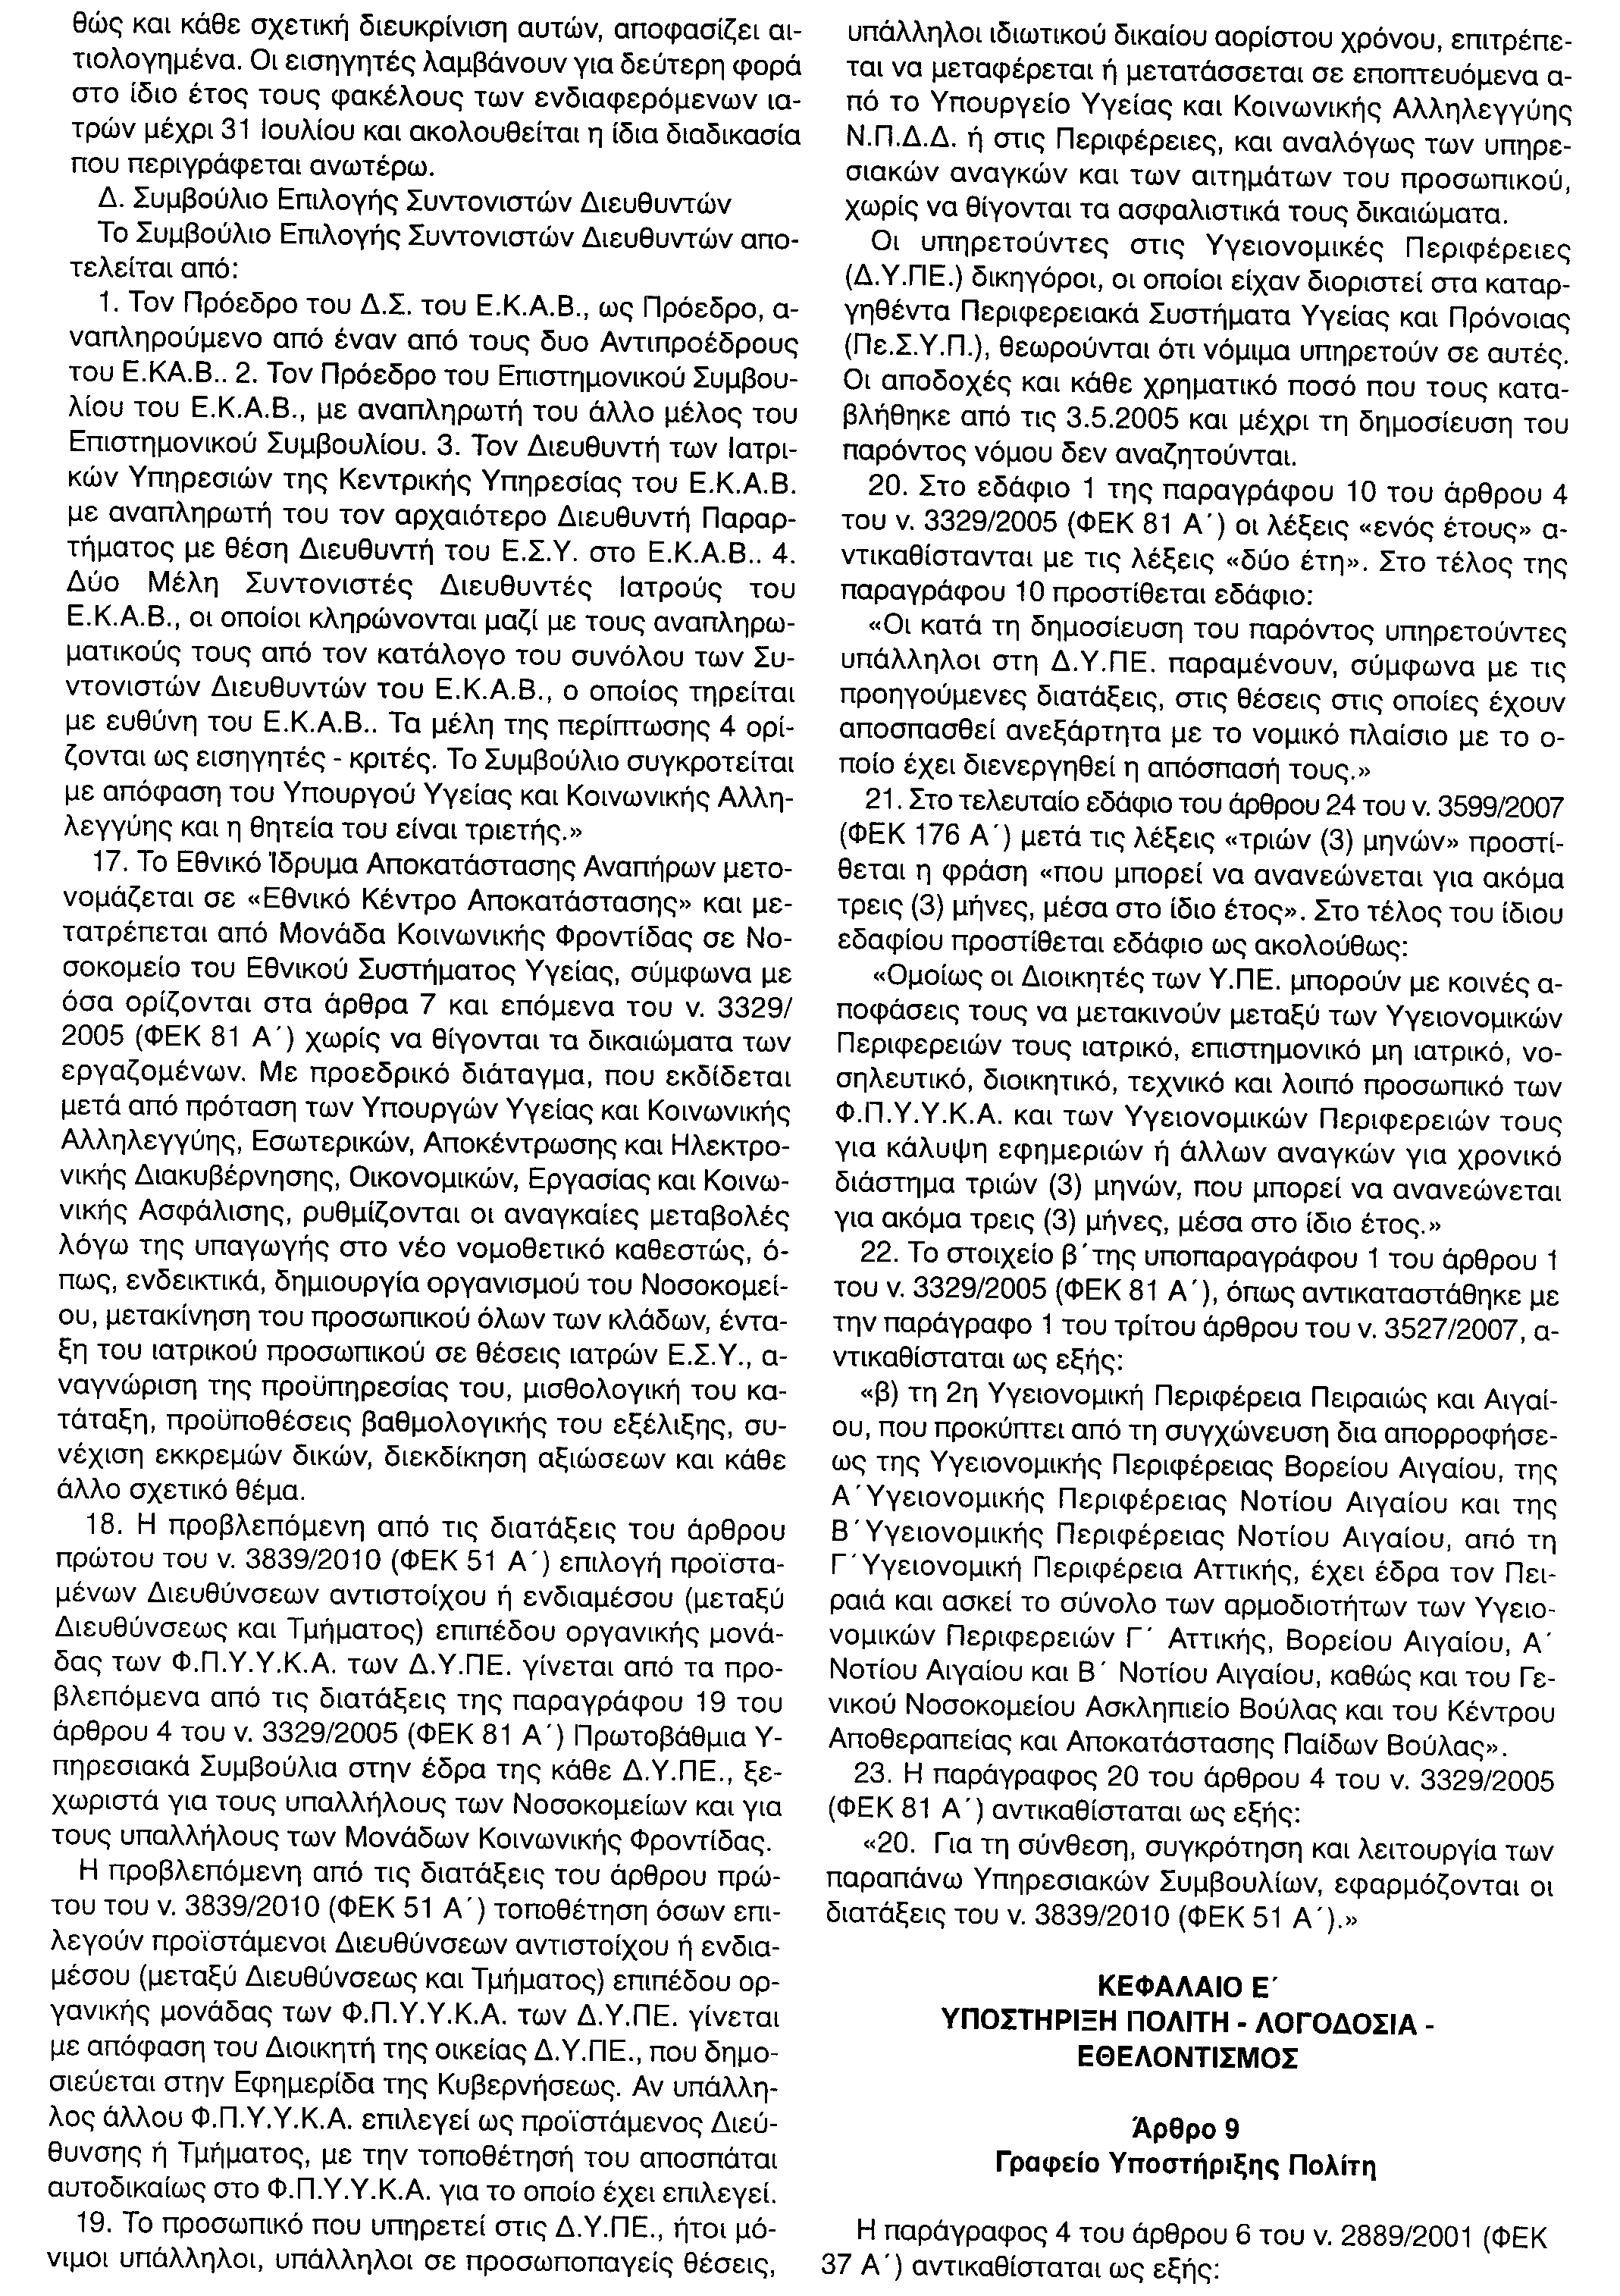 θώς και κάθε σχετική διευκρίνιση αυτών, αποφασίζει αι-
τιολογημένα. Οι εισηγητές λαμβάνουν για δεύτερη φορά
στο ίδιο έτος τους φακέλους των ενδιαφερόμενων ια-
τρών μέχρι 31 Ιουλίου και ακολουθείται η ίδια διαδικασία
που περιγράφεται ανωτέρω.
Δ. Συμβούλιο Επιλογής Συντονιστών Διευθυντών
Το Συμβούλιο Επιλογής Συντονιστών Διευθυντών απο-
τελείται από:
1. Τον Πρόεδρο του Δ.Σ. του Ε.Κ.Α.Β., ως Πρόεδρο, α-
ναπληρούμενο από έναν από τους δυο Αντιπροέδρους
του Ε.ΚΑ.Β.. 2. Τον Πρόεδρο του Επιστημονικού Συμβου-
λίου του Ε.Κ.Α.Β., με αναπληρωτή του άλλο μέλος του
Επιστημονικού Συμβουλίου. 3. Τον Διευθυντή των Ιατρι-
κών Υπηρεσιών της Κεντρικής Υπηρεσίας του Ε.Κ.Α.Β.
με αναπληρωτή του τον αρχαιότερο Διευθυντή Παραρ-
τήματος με θέση Διευθυντή του Ε.Σ.Υ. στο Ε.Κ.Α.Β.. 4.
Δύο Μέλη Συντονιστές Διευθυντές Ιατρούς του
Ε.Κ.Α.Β., οι οποίοι κληρώνονται μαζί με τους αναπληρω-
ματικούς τους από τον κατάλογο του συνόλου των Συ-
ντονιστών Διευθυντών του Ε.Κ.Α.Β., ο οποίος τηρείται
με ευθύνη του Ε.Κ.Α.Β.. Τα μέλη της περίπτωσης 4 ορί-
ζονται ως εισηγητές - κριτές. Το Συμβούλιο συγκροτείται
με απόφαση του Υπουργού Υγείας και Κοινωνικής Αλλη-
λεγγύης και η θητεία του είναι τριετής.»
17. Το Εθνικό Ίδρυμα Αποκατάστασης Αναπήρων μετο-
νομάζεται σε «Εθνικό Κέντρο Αποκατάστασης» και με-
τατρέπεται από Μονάδα Κοινωνικής Φροντίδας σε Νο-
σοκομείο του Εθνικού Συστήματος Υγείας, σύμφωνα με
όσα ορίζονται στα άρθρα 7 και επόμενα του ν. 3329/
2005 (ΦΕΚ 81 Α΄) χωρίς να θίγονται τα δικαιώματα των
εργαζομένων. Με προεδρικό διάταγμα, που εκδίδεται
μετά από πρόταση των Υπουργών Υγείας και Κοινωνικής
Αλληλεγγύης, Εσωτερικών, Αποκέντρωσης και Ηλεκτρο-
νικής Διακυβέρνησης, Οικονομικών, Εργασίας και Κοινω-
νικής Ασφάλισης, ρυθμίζονται οι αναγκαίες μεταβολές
λόγω της υπαγωγής στο νέο νομοθετικό καθεστώς, ό-
πως, ενδεικτικά, δημιουργία οργανισμού του Νοσοκομεί-
ου, μετακίνηση του προσωπικού όλων των κλάδων, έντα-
ξη του ιατρικού προσωπικού σε θέσεις ιατρών Ε.Σ.Υ., α-
ναγνώριση της προϋπηρεσίας του, μισθολογική του κα-
τάταξη, προϋποθέσεις βαθμολογικής του εξέλιξης, συ-
νέχιση εκκρεμών δικών, διεκδίκηση αξιώσεων και κάθε
άλλο σχετικό θέμα.
18. Η προβλεπόμενη από τις διατάξεις του άρθρου
πρώτου του ν. 3839/2010 (ΦΕΚ 51 Α΄) επιλογή προϊστα-
μένων Διευθύνσεων αντιστοίχου ή ενδιαμέσου (μεταξύ
Διευθύνσεως και Τμήματος) επιπέδου οργανικής μονά-
δας των Φ.Π.Υ.Υ.Κ.Α. των Δ.Υ.ΠΕ. γίνεται από τα προ-
βλεπόμενα από τις διατάξεις της παραγράφου 19 του
άρθρου 4 του ν. 3329/2005 (ΦΕΚ 81 Α΄) Πρωτοβάθμια Υ-
πηρεσιακά Συμβούλια στην έδρα της κάθε Δ.Υ.ΠΕ., ξε-
χωριστά για τους υπαλλήλους των Νοσοκομείων και για
τους υπαλλήλους των Μονάδων Κοινωνικής Φροντίδας.
Η προβλεπόμενη από τις διατάξεις του άρθρου πρώ-
του του ν. 3839/2010 (ΦΕΚ 51 Α΄) τοποθέτηση όσων επι-
λεγούν προϊστάμενοι Διευθύνσεων αντιστοίχου ή ενδια-
μέσου (μεταξύ Διευθύνσεως και Τμήματος) επιπέδου ορ-
γανικής μονάδας των Φ.Π.Υ.Υ.Κ.Α. των Δ.Υ.ΠΕ. γίνεται
με απόφαση του Διοικητή της οικείας Δ.Υ.ΠΕ., που δημο-
σιεύεται στην Εφημερίδα της Κυβερνήσεως. Αν υπάλλη-
λος άλλου Φ.Π.Υ.Υ.Κ.Α. επιλεγεί ως προϊστάμενος Διεύ-
θυνσης ή Τμήματος, με την τοποθέτησή του αποσπάται
αυτοδικαίως στο Φ.Π.Υ.Υ.Κ.Α. για το οποίο έχει επιλεγεί.
19. Το προσωπικό που υπηρετεί στις Δ.Υ.ΠΕ., ήτοι μό-
νιμοι υπάλληλοι, υπάλληλοι σε προσωποπαγείς θέσεις,
υπάλληλοι ιδιωτικού δικαίου αορίστου χρόνου, επιτρέπε-
ται να μεταφέρεται ή μετατάσσεται σε εποπτευόμενα α-
πό το Υπουργείο Υγείας και Κοινωνικής Αλληλεγγύης
Ν.Π.Δ.Δ. ή στις Περιφέρειες, και αναλόγως των υπηρε-
σιακών αναγκών και των αιτημάτων του προσωπικού,
χωρίς να θίγονται τα ασφαλιστικά τους δικαιώματα.
Οι υπηρετούντες στις Υγειονομικές Περιφέρειες
(Δ.Υ.ΠΕ.) δικηγόροι, οι οποίοι είχαν διοριστεί στα καταρ-
γηθέντα Περιφερειακά Συστήματα Υγείας και Πρόνοιας
(Πε.Σ.Υ.Π.), θεωρούνται ότι νόμιμα υπηρετούν σε αυτές.
Οι αποδοχές και κάθε χρηματικό ποσό που τους κατα-
βλήθηκε από τις 3.5.2005 και μέχρι τη δημοσίευση του
παρόντος νόμου δεν αναζητούνται.
20. Στο εδάφιο 1 της παραγράφου 10 του άρθρου 4
του ν. 3329/2005 (ΦΕΚ 81 Α΄) οι λέξεις «ενός έτους» α-
ντικαθίστανται με τις λέξεις «δύο έτη». Στο τέλος της
παραγράφου 10 προστίθεται εδάφιο:
«Οι κατά τη δημοσίευση του παρόντος υπηρετούντες
υπάλληλοι στη Δ.Υ.ΠΕ. παραμένουν, σύμφωνα με τις
προηγούμενες διατάξεις, στις θέσεις στις οποίες έχουν
αποσπασθεί ανεξάρτητα με το νομικό πλαίσιο με το ο-
ποίο έχει διενεργηθεί η απόσπασή τους.»
21. Στο τελευταίο εδάφιο του άρθρου 24 του ν. 3599/2007
(ΦΕΚ 176 Α΄) μετά τις λέξεις «τριών (3) μηνών» προστί-
θεται η φράση «που μπορεί να ανανεώνεται για ακόμα
τρεις (3) μήνες, μέσα στο ίδιο έτος». Στο τέλος του ίδιου
εδαφίου προστίθεται εδάφιο ως ακολούθως:
«Ομοίως οι Διοικητές των Υ.ΠΕ. μπορούν με κοινές α-
ποφάσεις τους να μετακινούν μεταξύ των Υγειονομικών
Περιφερειών τους ιατρικό, επιστημονικό μη ιατρικό, νο-
σηλευτικό, διοικητικό, τεχνικό και λοιπό προσωπικό των
Φ.Π.Υ.Υ.Κ.Α. και των Υγειονομικών Περιφερειών τους
για κάλυψη εφημεριών ή άλλων αναγκών για χρονικό
διάστημα τριών (3) μηνών, που μπορεί να ανανεώνεται
για ακόμα τρεις (3) μήνες, μέσα στο ίδιο έτος.»
22. Το στοιχείο β΄της υποπαραγράφου 1 του άρθρου 1
του ν. 3329/2005 (ΦΕΚ 81 Α΄), όπως αντικαταστάθηκε με
την παράγραφο 1 του τρίτου άρθρου του ν. 3527/2007, α-
ντικαθίσταται ως εξής:
«β) τη 2η Υγειονομική Περιφέρεια Πειραιώς και Αιγαί-
ου, που προκύπτει από τη συγχώνευση δια απορροφήσε-
ως της Υγειονομικής Περιφέρειας Βορείου Αιγαίου, της
Α΄Υγειονομικής Περιφέρειας Νοτίου Αιγαίου και της
Β΄Υγειονομικής Περιφέρειας Νοτίου Αιγαίου, από τη
Γ΄Υγειονομική Περιφέρεια Αττικής, έχει έδρα τον Πει-
ραιά και ασκεί το σύνολο των αρμοδιοτήτων των Υγειο-
νομικών Περιφερειών Γ΄ Αττικής, Βορείου Αιγαίου, Α΄
Νοτίου Αιγαίου και Β΄ Νοτίου Αιγαίου, καθώς και του Γε-
νικού Νοσοκομείου Ασκληπιείο Βούλας και του Κέντρου
Αποθεραπείας και Αποκατάστασης Παίδων Βούλας».
23. Η παράγραφος 20 του άρθρου 4 του ν. 3329/2005
(ΦΕΚ 81 Α΄) αντικαθίσταται ως εξής:
«20. Για τη σύνθεση, συγκρότηση και λειτουργία των
παραπάνω Υπηρεσιακών Συμβουλίων, εφαρμόζονται οι
διατάξεις του ν. 3839/2010 (ΦΕΚ 51 Α΄).»
ΚΕΦΑΛΑΙΟ Ε΄
ΥΠΟΣΤΗΡΙΞΗ ΠΟΛΙΤΗ - ΛΟΓΟΔΟΣΙΑ -
ΕΘΕΛΟΝΤΙΣΜΟΣ
Άρθρο 9
Γραφείο Υποστήριξης Πολίτη
Η παράγραφος 4 του άρθρου 6 του ν. 2889/2001 (ΦΕΚ
37 Α΄) αντικαθίσταται ως εξής: